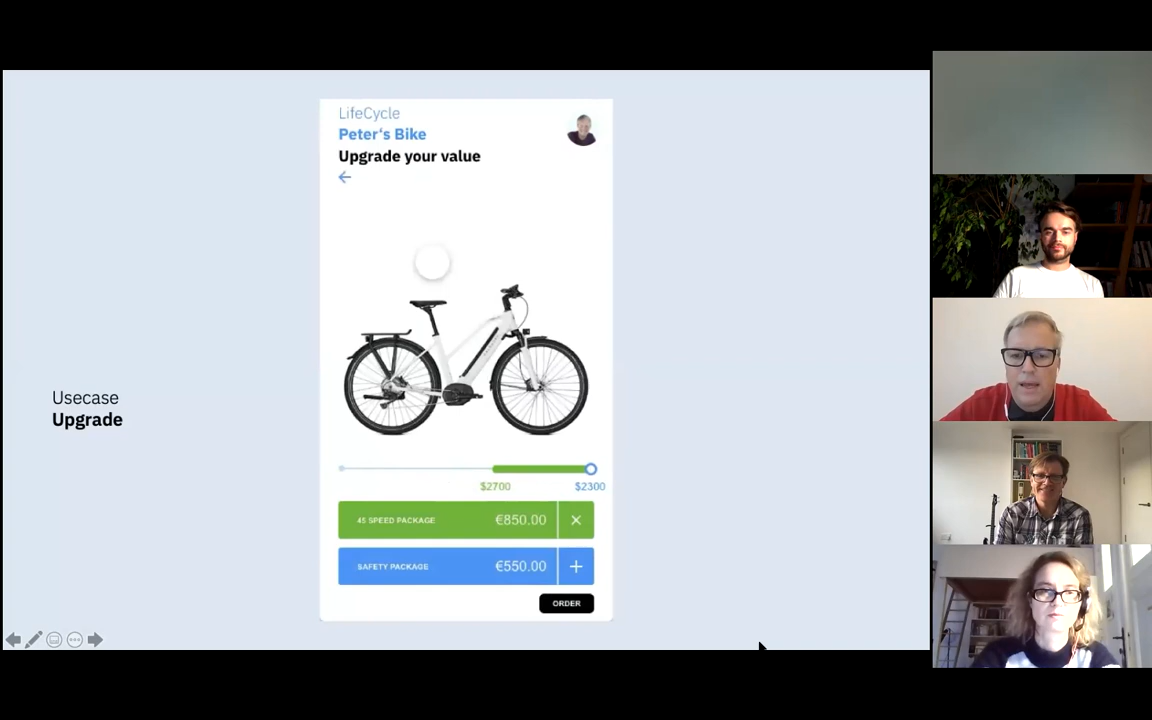 LifeCycle
Peter's Bike
Upgrade your value
Usecase
Upgrade
$2700
$2300
45 SPEED PACKAGE
€850.00
SAFETY PACKAGE
€550.00
ORDER